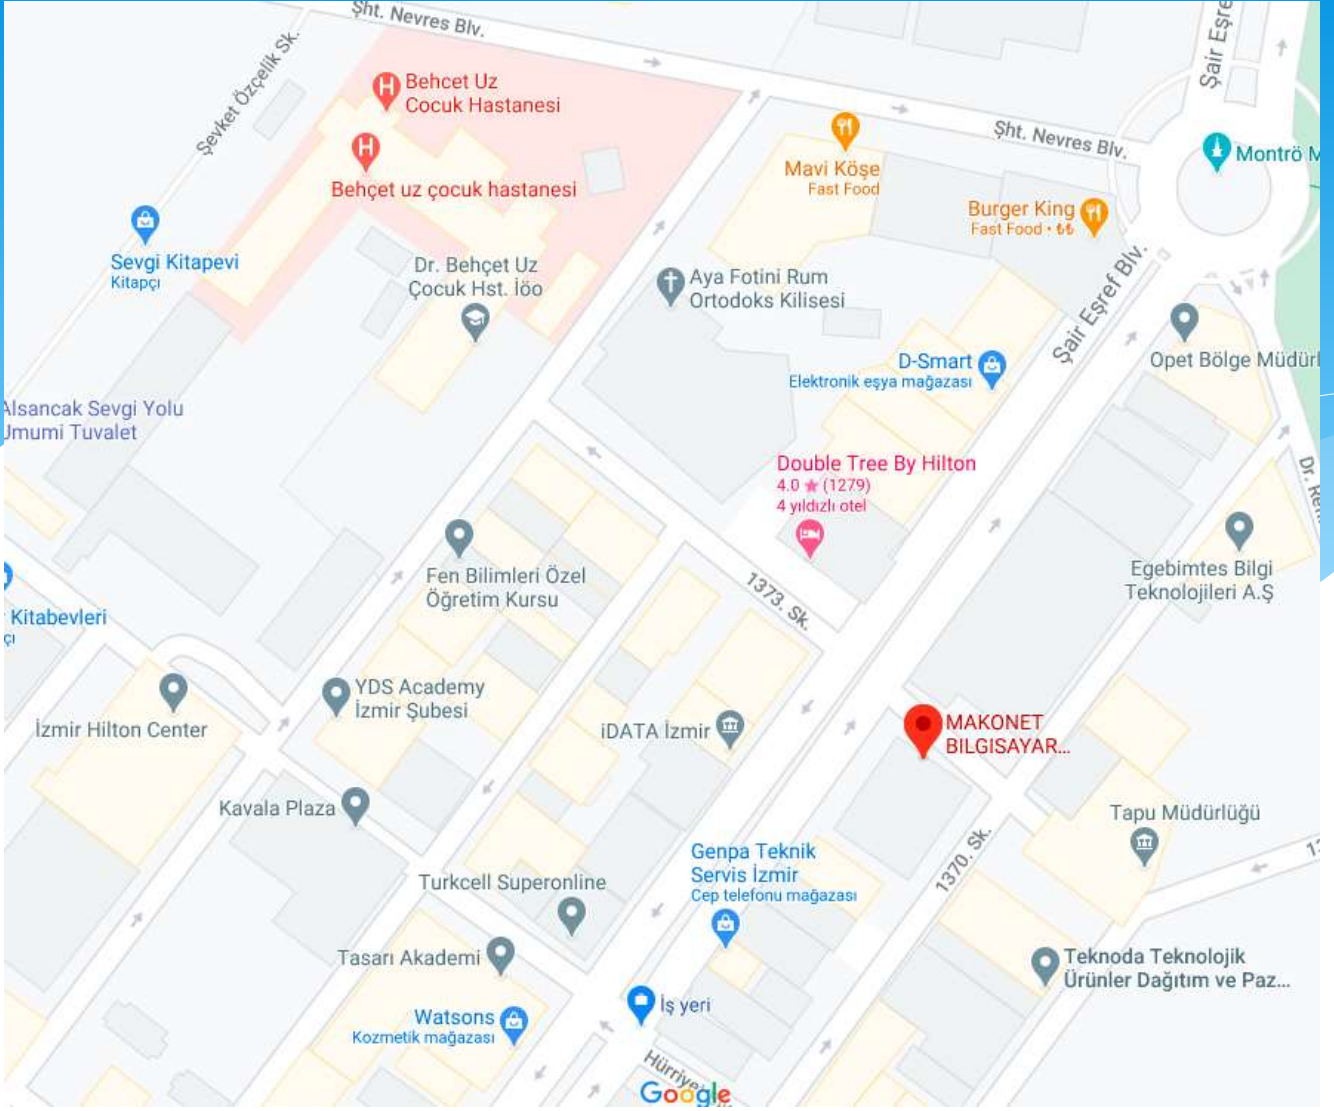 Şht. Nevres Blv.
Şair Eşre
Şevket Özçelik Sk.
Behcet Uz
Cocuk Hastanesi
Behçet uz çocuk hastanesi
Mavi Köşe
Fast Food
Şht. Nevres Blv.
Montrö M
Burger King
Fast Food • ₺₺
Sevgi Kitapevi
Kitapçı
Dr. Behçet Uz
Çocuk Hst. İöo
Aya Fotini Rum
Ortodoks Kilisesi
Şair Eşref Blv.
D-Smart
Elektronik eşya mağazası
Opet Bölge Müdürl
Alsancak Sevgi Yolu
Umumi Tuvalet
Double Tree By Hilton
4.0 ★ (1279)
4 yıldızlı otel
Fen Bilimleri Özel
Öğretim Kursu
1373. Sk.
Egebimtes Bilgi
Teknolojileri A.Ş
Kitabevleri
çı
YDS Academy
İzmir Şubesi
İzmir Hilton Center
iDATA İzmir
MAKONET
BILGISAYAR...
Kavala Plaza
Tapu Müdürlüğü
1370. Sk.
Genpa Teknik
Servis İzmir
Cep telefonu mağazası
Turkcell Superonline
Tasarı Akademi
Teknoda Teknolojik
Ürünler Dağıtım ve Paz...
İş yeri
Watsons
Kozmetik mağazası
Google